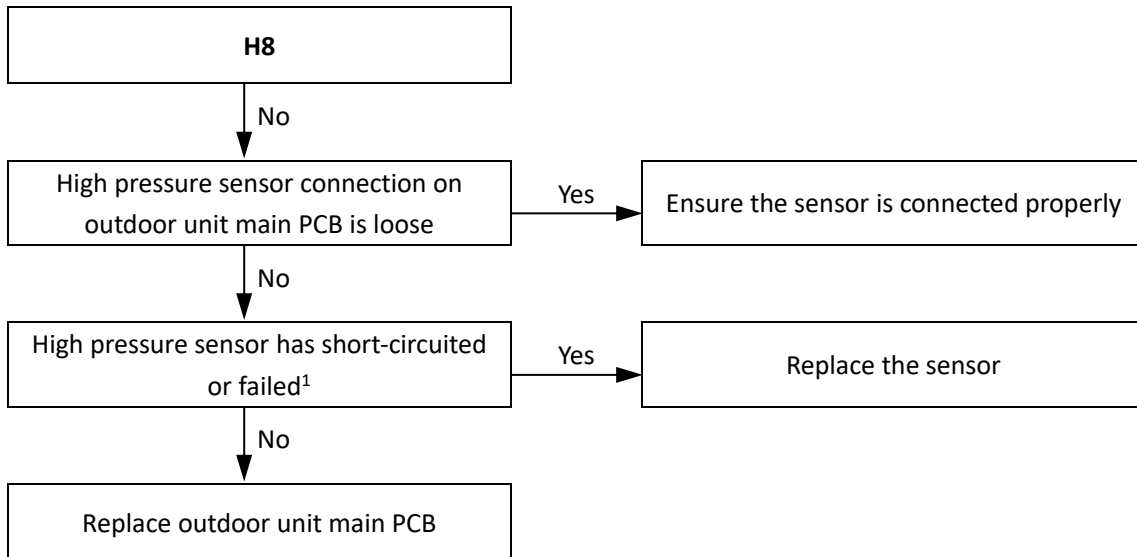 H8
No
High pressure sensor connection on
outdoor unit main PCB is loose
Yes
Ensure the sensor is connected properly
No
High pressure sensor has short-circuited
or failed¹
Yes
Replace the sensor
No
Replace outdoor unit main PCB